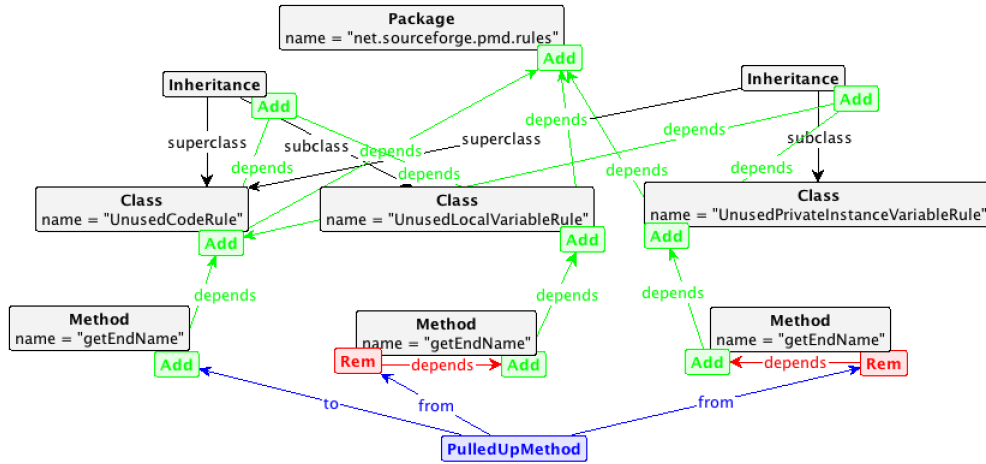 Package
name = "net.sourceforge.pmd.rules"
Add
Inheritance
Add
Inheritance
Add
superclass
subclass
depends
depends
superclass
depends
depends
subclass
depends
depends
depends
Class
name = "UnusedCodeRule"
Add
Class
name = "UnusedLocalVariableRule"
Add
Class
name = "UnusedPrivateInstanceVariableRule"
Add
depends
depends
depends
Method
name = "getEndName"
Add
Method
name = "getEndName"
Rem
depends
Add
Method
name = "getEndName"
Add
depends
Rem
to
from
from
PulledUpMethod